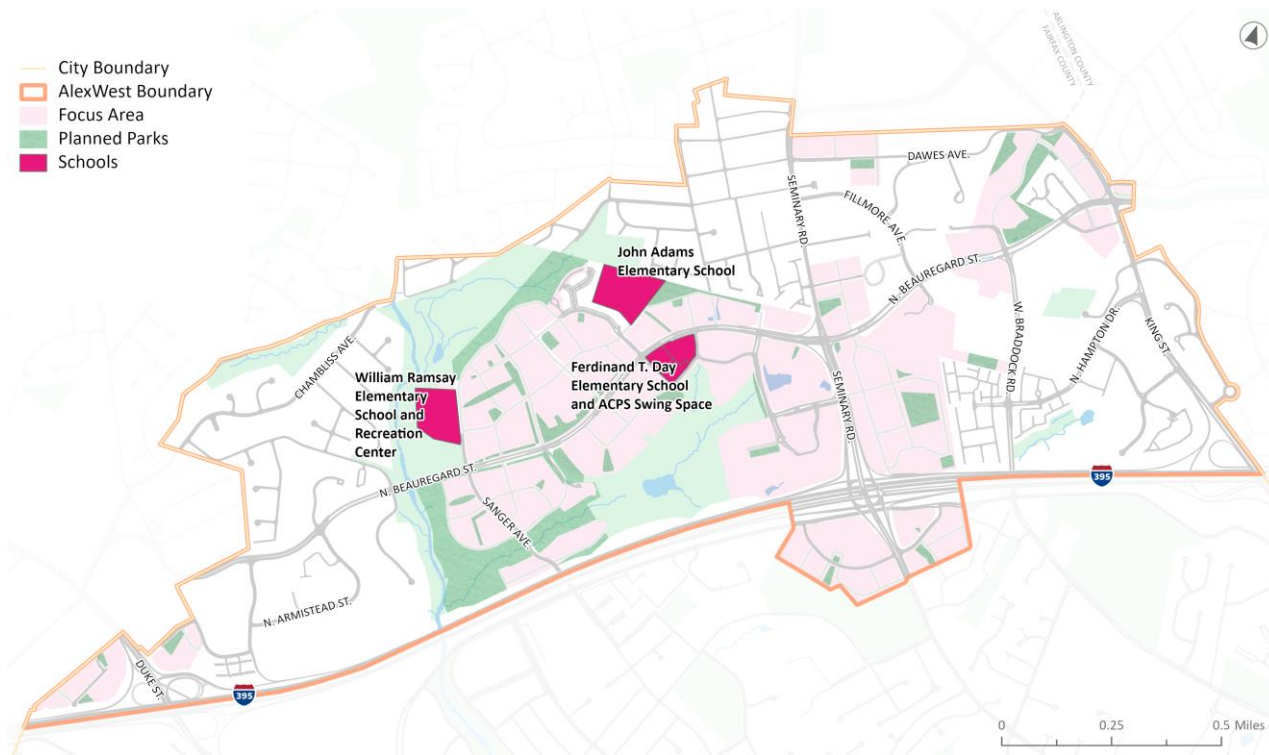 City Boundary
AlexWest Boundary
Focus Area
Planned Parks
Schools
ARLINGTON COUNTY
FAIRFAX COUNTY
DAWES AVE.
SEMINARY RD.
FILLMORE AVE.
John Adams
Elementary School
N. BEAUREGARD ST.
W. BRADDOCK RD.
N. HAMPTON DR.
KING ST.
CHAMBLISS AVE.
William Ramsay
Elementary
School and
Recreation
Center
Ferdinand T. Day
Elementary School
and ACPS Swing Space
SEMINARY RD.
N. BEAUREGARD ST.
SANGER AVE.
395
N. ARMISTEAD ST.
DUKE ST.
395
0 0.25 0.5 Miles